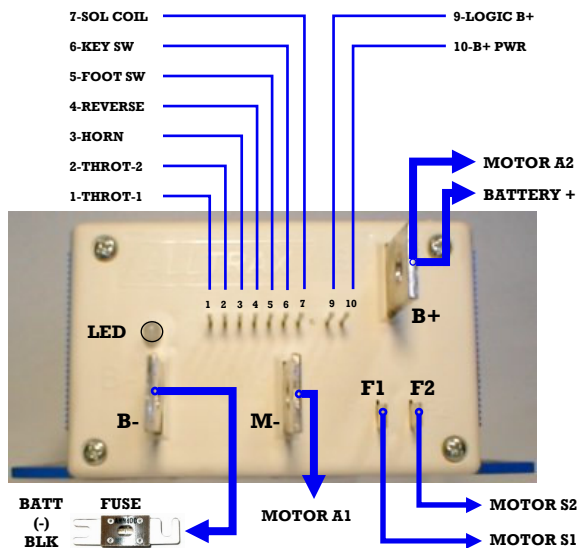 7-SOL COIL
9-LOGIC B+
6-KEY SW
10-B+ PWR
5-FOOT SW
4-REVERSE
3-HORN
2-THROT-2
MOTOR A2
1-THROT-1
BATTERY +
1 2 3 4 5 6 7 9 10
B+
LED
F1 F2
B- M-
BATT
(-)
BLK
FUSE
MOTOR A1
MOTOR S2
MOTOR S1